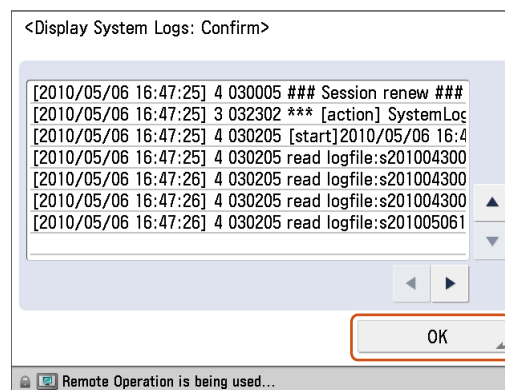 <Display System Logs: Confirm>
[2010/05/06 16:47:25] 4 030005 ### Session renew ###
[2010/05/06 16:47:25] 3 032302 *** [action] SystemLog
[2010/05/06 16:47:25] 4 030205 [start]2010/05/06 16:4
[2010/05/06 16:47:25] 4 030205 read logfile:s201004300
[2010/05/06 16:47:26] 4 030205 read logfile:s201004300
[2010/05/06 16:47:26] 4 030205 read logfile:s201004300
[2010/05/06 16:47:26] 4 030205 read logfile:s201005061
OK
Remote Operation is being used...